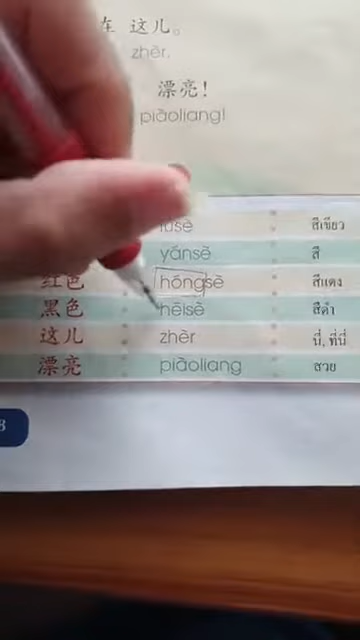 在 这儿。
zhèr.
漂亮！
piàoliang!
lǜsè สีเขียว
yánsè สี
红色 hóngsè สีแดง
黑色 hēisè สีดำ
这儿 zhèr นี่, ที่นี่
漂亮 piàoliang สวย